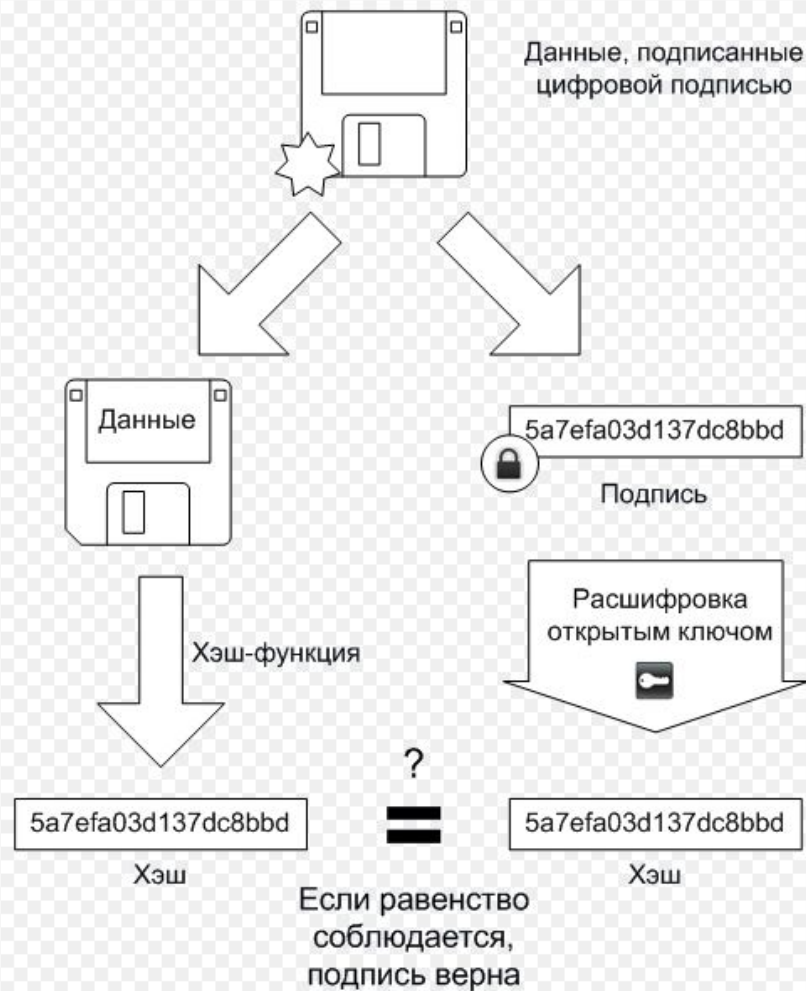 Данные, подписанные
цифровой подписью
Данные
5a7efa03d137dc8bbd
Подпись
Расшифровка
открытым ключом
Хэш-функция
?
=
5a7efa03d137dc8bbd
5a7efa03d137dc8bbd
Хэш
Хэш
Если равенство
соблюдается,
подпись верна